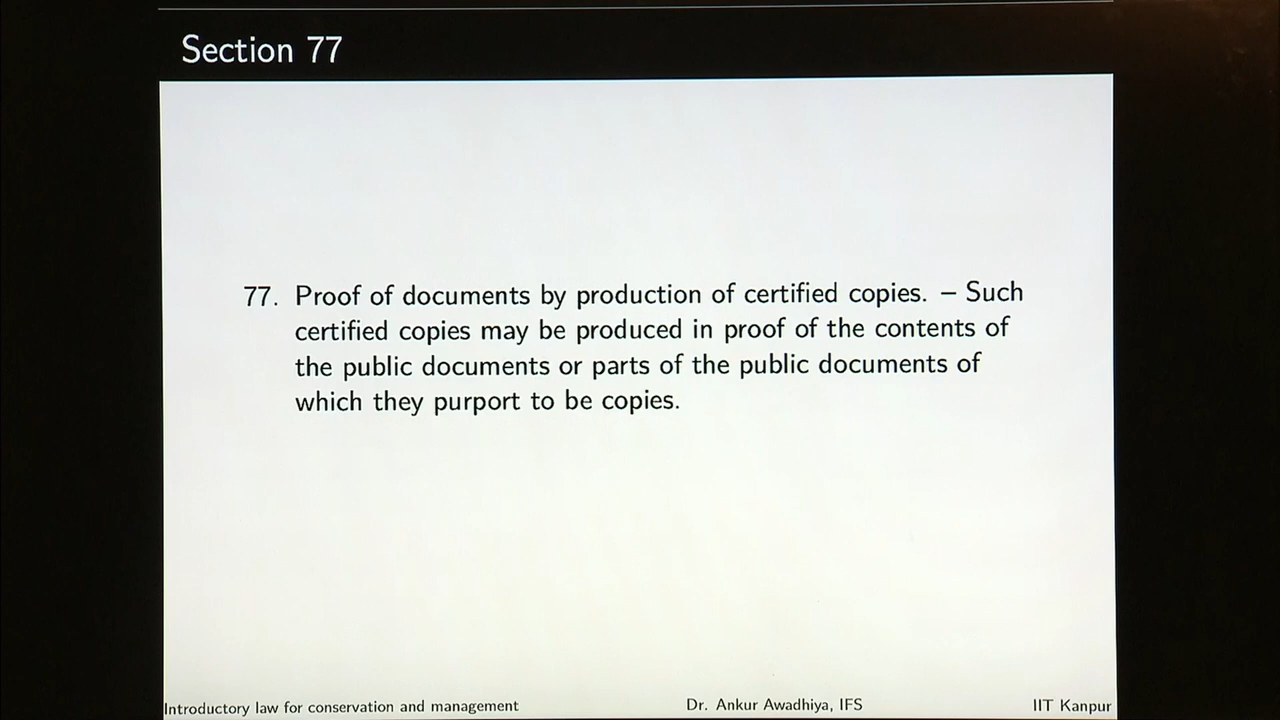 Section 77
77. Proof of documents by production of certified copies. – Such
certified copies may be produced in proof of the contents of
the public documents or parts of the public documents of
which they purport to be copies.
Introductory law for conservation and management Dr. Ankur Awadhiya, IFS IIT Kanpur